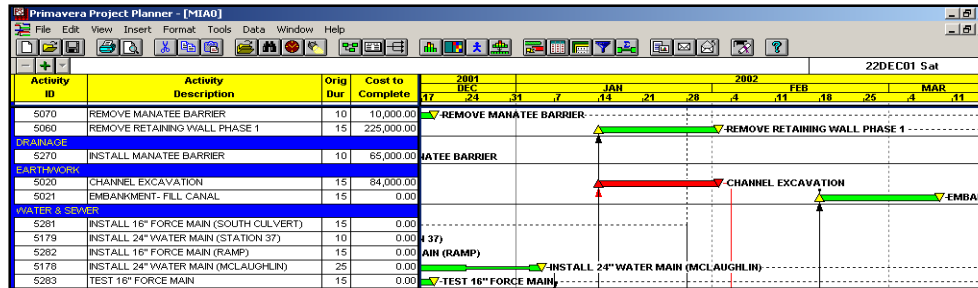 Primavera Project Planner - [MIA0]
File Edit View Insert Format Tools Data Window Help
22DEC01 Sat
Activity ID Activity Description Orig Dur Cost to Complete 2001 2002
DEC JAN FEB MAR
17 24 31 7 14 21 28 4 11 18 25 4 11
5070 REMOVE MANATEE BARRIER 10 10,000.00 REMOVE MANATEE BARRIER
5060 REMOVE RETAINING WALL PHASE 1 15 225,000.00 REMOVE RETAINING WALL PHASE 1
DRAINAGE
5270 INSTALL MANATEE BARRIER 10 65,000.00 NATEE BARRIER
EARTHWORK
5020 CHANNEL EXCAVATION 15 84,000.00 CHANNEL EXCAVATION
5021 EMBANKMENT- FILL CANAL 15 0.00 EMBA
WATER & SEWER
5281 INSTALL 16" FORCE MAIN (SOUTH CULVERT) 15 0.00
5179 INSTALL 24" WATER MAIN (STATION 37) 10 0.00 37)
5282 INSTALL 16" FORCE MAIN (RAMP) 15 0.00 AIN (RAMP)
5178 INSTALL 24" WATER MAIN (MCLAUGHLIN) 25 0.00 INSTALL 24" WATER MAIN (MCLAUGHLIN)
5283 TEST 16" FORCE MAIN 15 0.00 TEST 16" FORCE MAIN